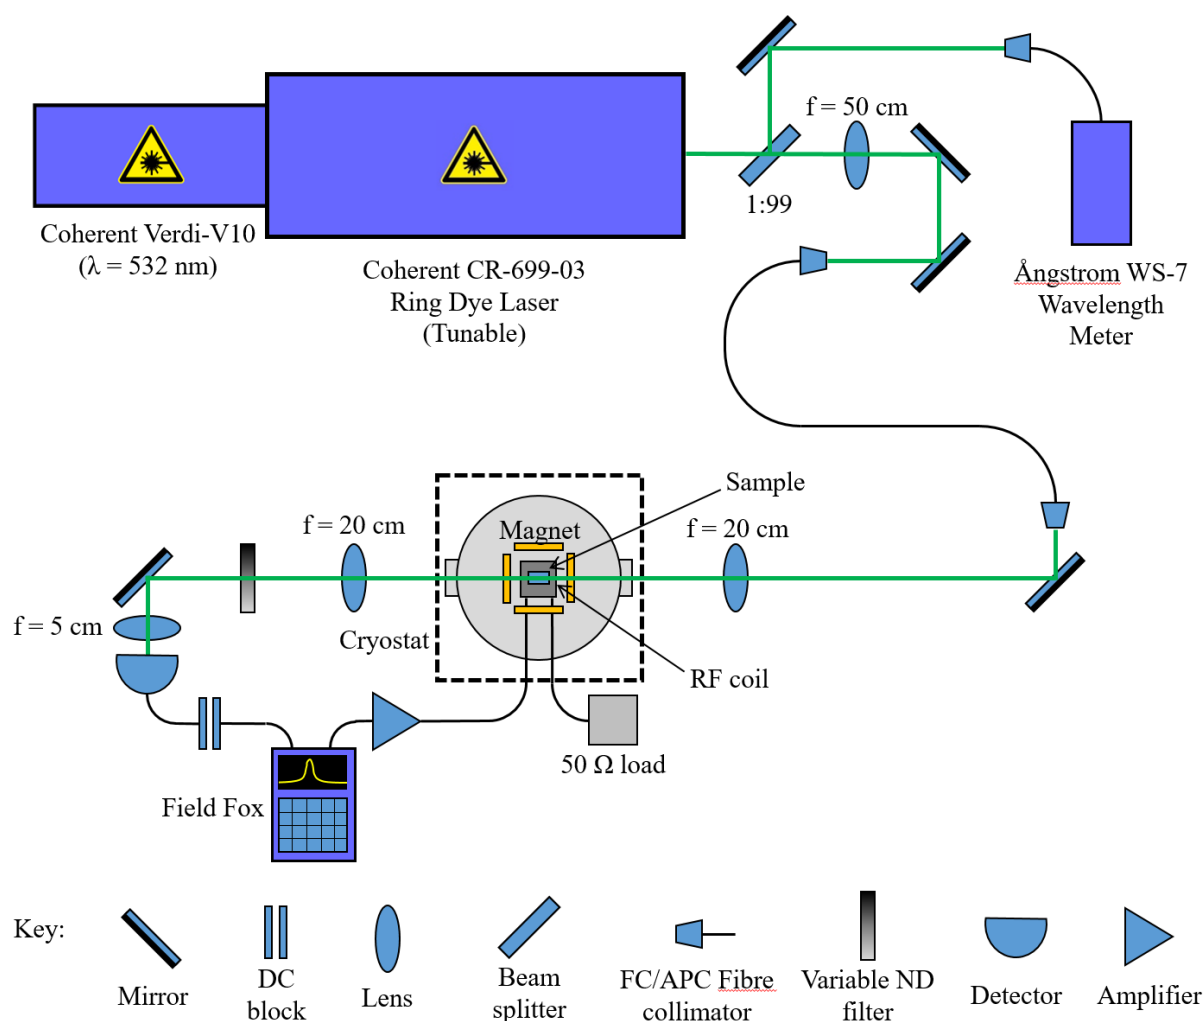 f = 50 cm
1:99
Coherent Verdi-V10
(λ = 532 nm)
Coherent CR-699-03
Ring Dye Laser
(Tunable)
Ångstrom WS-7
Wavelength
Meter
Sample
Magnet
f = 20 cm
f = 20 cm
f = 5 cm
Cryostat
RF coil
50 Ω load
Field Fox
Key:
Mirror
DC
block
Lens
Beam
splitter
FC/APC Fibre
collimator
Variable ND
filter
Detector
Amplifier